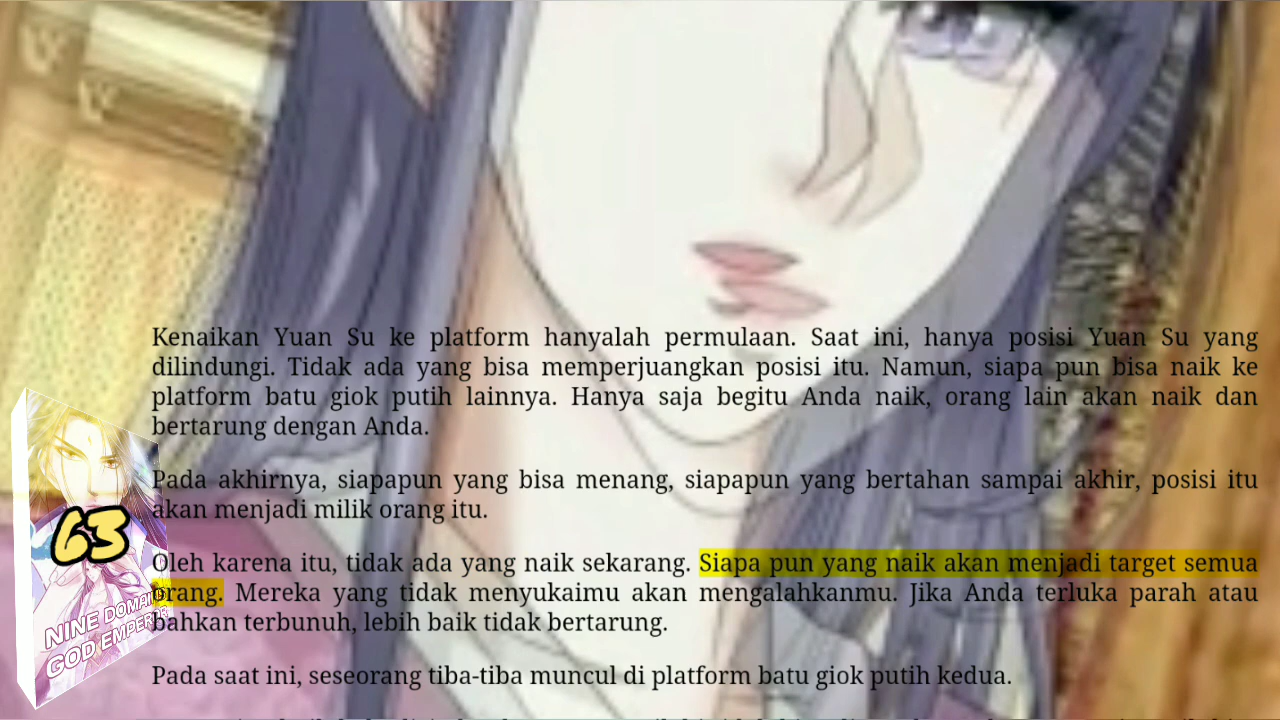 Kenaikan Yuan Su ke platform hanyalah permulaan. Saat ini, hanya posisi Yuan Su yang
dilindungi. Tidak ada yang bisa memperjuangkan posisi itu. Namun, siapa pun bisa naik ke
platform batu giok putih lainnya. Hanya saja begitu Anda naik, orang lain akan naik dan
bertarung dengan Anda.
Pada akhirnya, siapapun yang bisa menang, siapapun yang bertahan sampai akhir, posisi itu
akan menjadi milik orang itu.
Oleh karena itu, tidak ada yang naik sekarang. Siapa pun yang naik akan menjadi target semua
orang. Mereka yang tidak menyukaimu akan mengalahkanmu. Jika Anda terluka parah atau
bahkan terbunuh, lebih baik tidak bertarung.
Pada saat ini, seseorang tiba-tiba muncul di platform batu giok putih kedua.
63
NINE DOMAIN
GOD EMPEROR